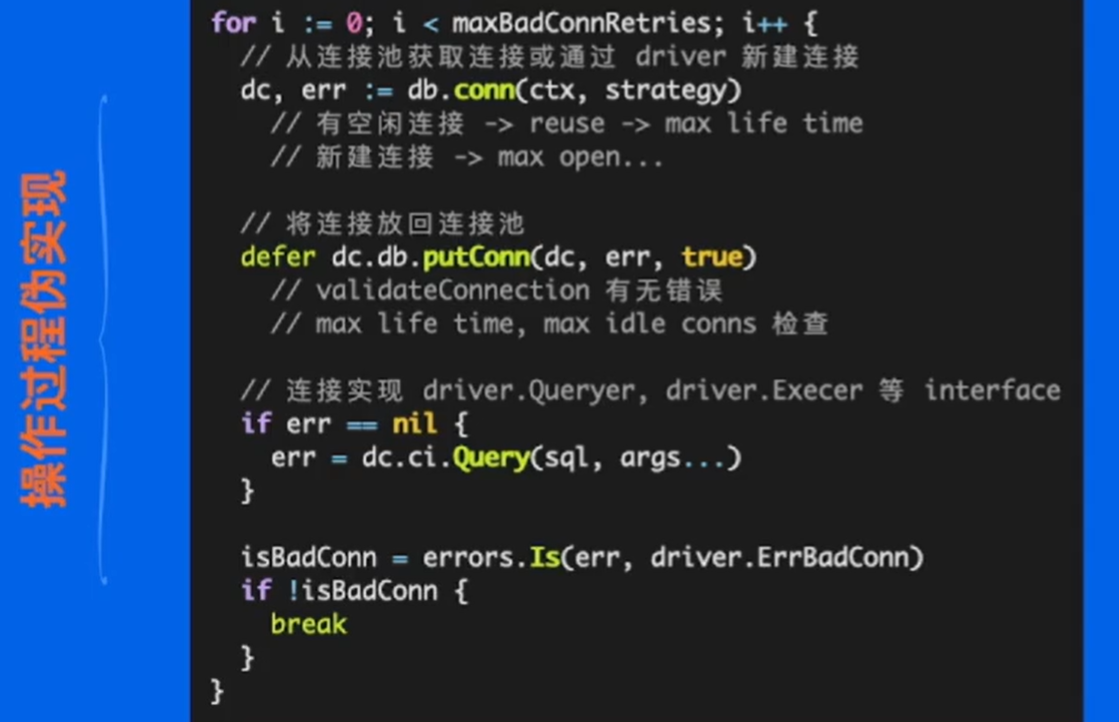 操作过程伪实现
for i := 0; i < maxBadConnRetries; i++ {
  // 从连接池获取连接或通过 driver 新建连接
  dc, err := db.conn(ctx, strategy)
    // 有空闲连接 -> reuse -> max life time
    // 新建连接 -> max open...

  // 将连接放回连接池
  defer dc.db.putConn(dc, err, true)
    // validateConnection 有无错误
    // max life time, max idle conns 检查

  // 连接实现 driver.Queryer, driver.Execer 等 interface
  if err == nil {
    err = dc.ci.Query(sql, args...)
  }

  isBadConn = errors.Is(err, driver.ErrBadConn)
  if !isBadConn {
    break
  }
}